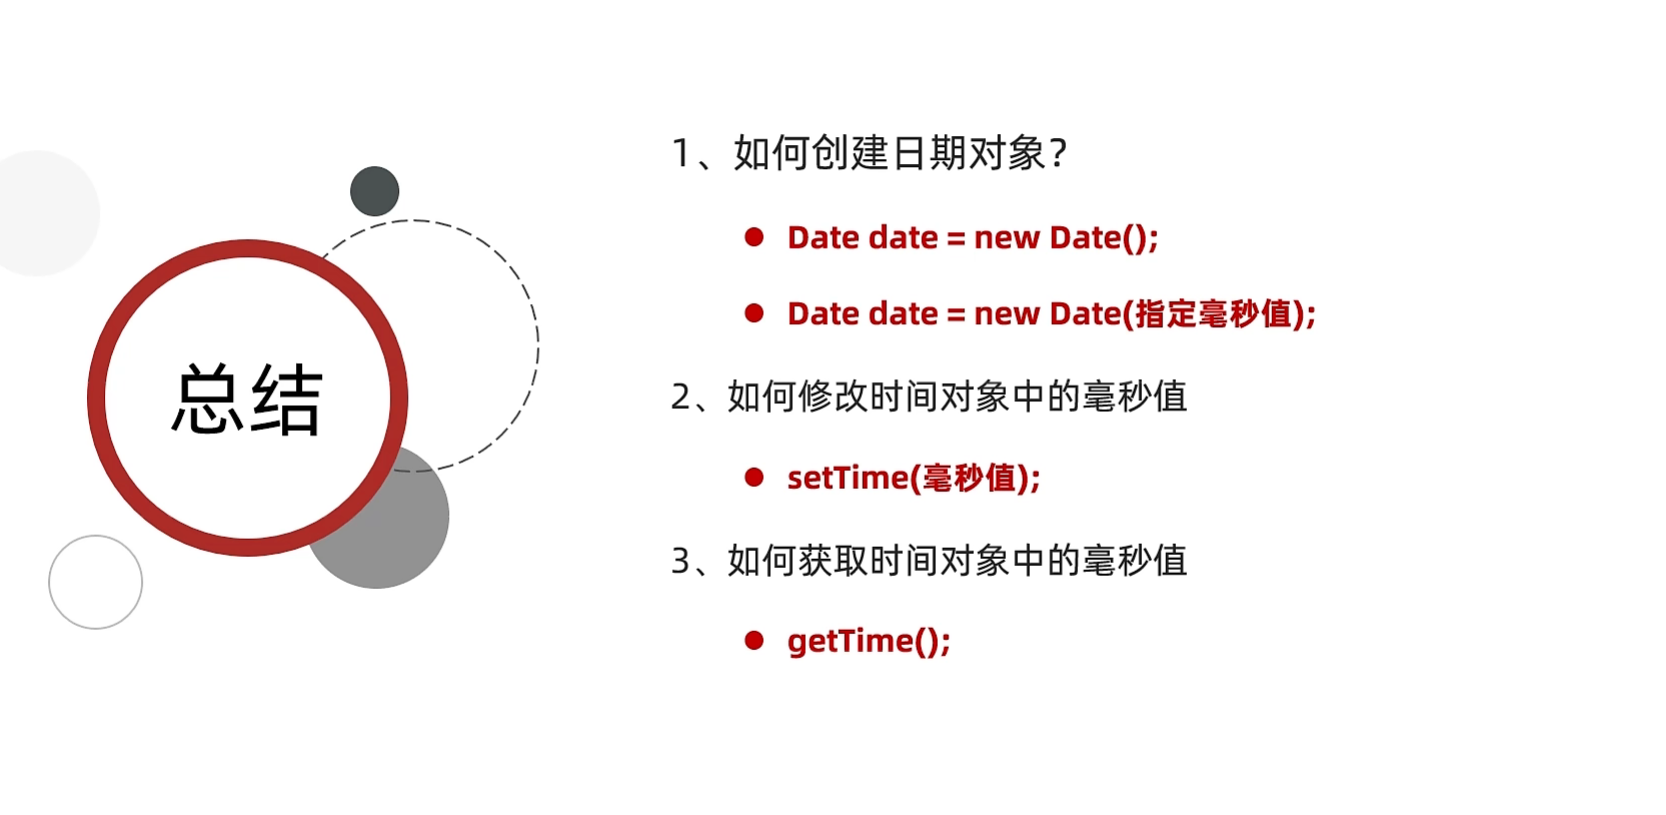 总结
1、如何创建日期对象？
Date date = new Date();
Date date = new Date(指定毫秒值);
2、如何修改时间对象中的毫秒值
setTime(毫秒值);
3、如何获取时间对象中的毫秒值
getTime();